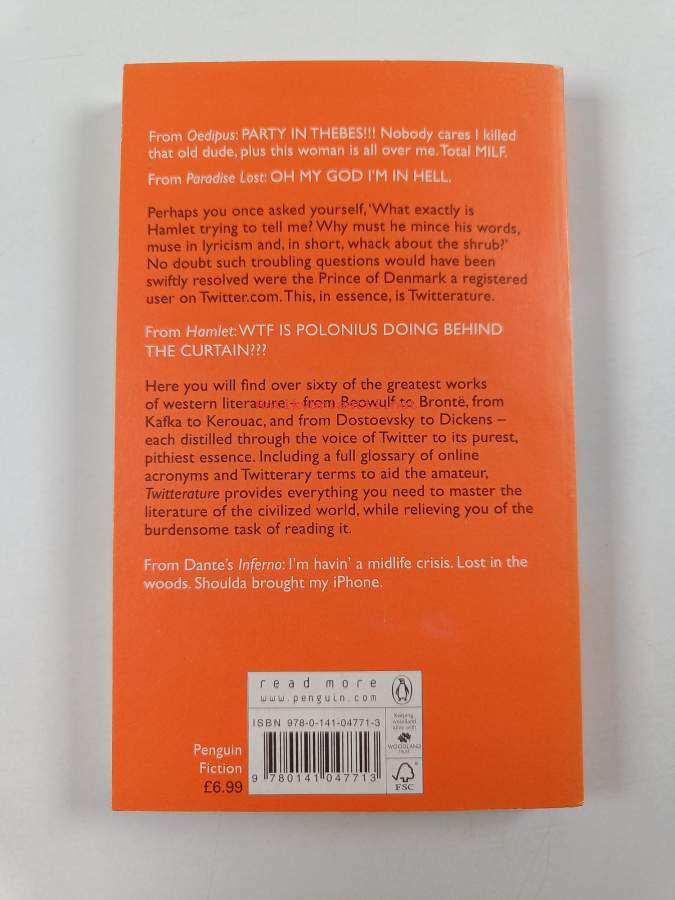 From Oedipus: PARTY IN THEBES!!! Nobody cares I killed
that old dude, plus this woman is all over me. Total MILF.
From Paradise Lost: OH MY GOD I'M IN HELL.
Perhaps you once asked yourself, 'What exactly is
Hamlet trying to tell me? Why must he mince his words,
muse in lyricism and, in short, whack about the shrub?'
No doubt such troubling questions would have been
swiftly resolved were the Prince of Denmark a registered
user on Twitter.com. This, in essence, is Twitterature.
From Hamlet: WTF IS POLONIUS DOING BEHIND
THE CURTAIN???
Here you will find over sixty of the greatest works
of western literature – from Beowulf to Brontë, from
Kafka to Kerouac, and from Dostoevsky to Dickens –
each distilled through the voice of Twitter to its purest,
pithiest essence. Including a full glossary of online
acronyms and Twitterary terms to aid the amateur,
Twitterature provides everything you need to master the
literature of the civilized world, while relieving you of the
burdensome task of reading it.
From Dante's Inferno: I'm havin' a midlife crisis. Lost in the
woods. Shoulda brought my iPhone.
read more
www.penguin.com
ISBN 978-0-141-04771-3
Keeping
woodland
alive with
WOODLAND
TRUST
Penguin
Fiction
£6.99
9 780141 047713
FSC